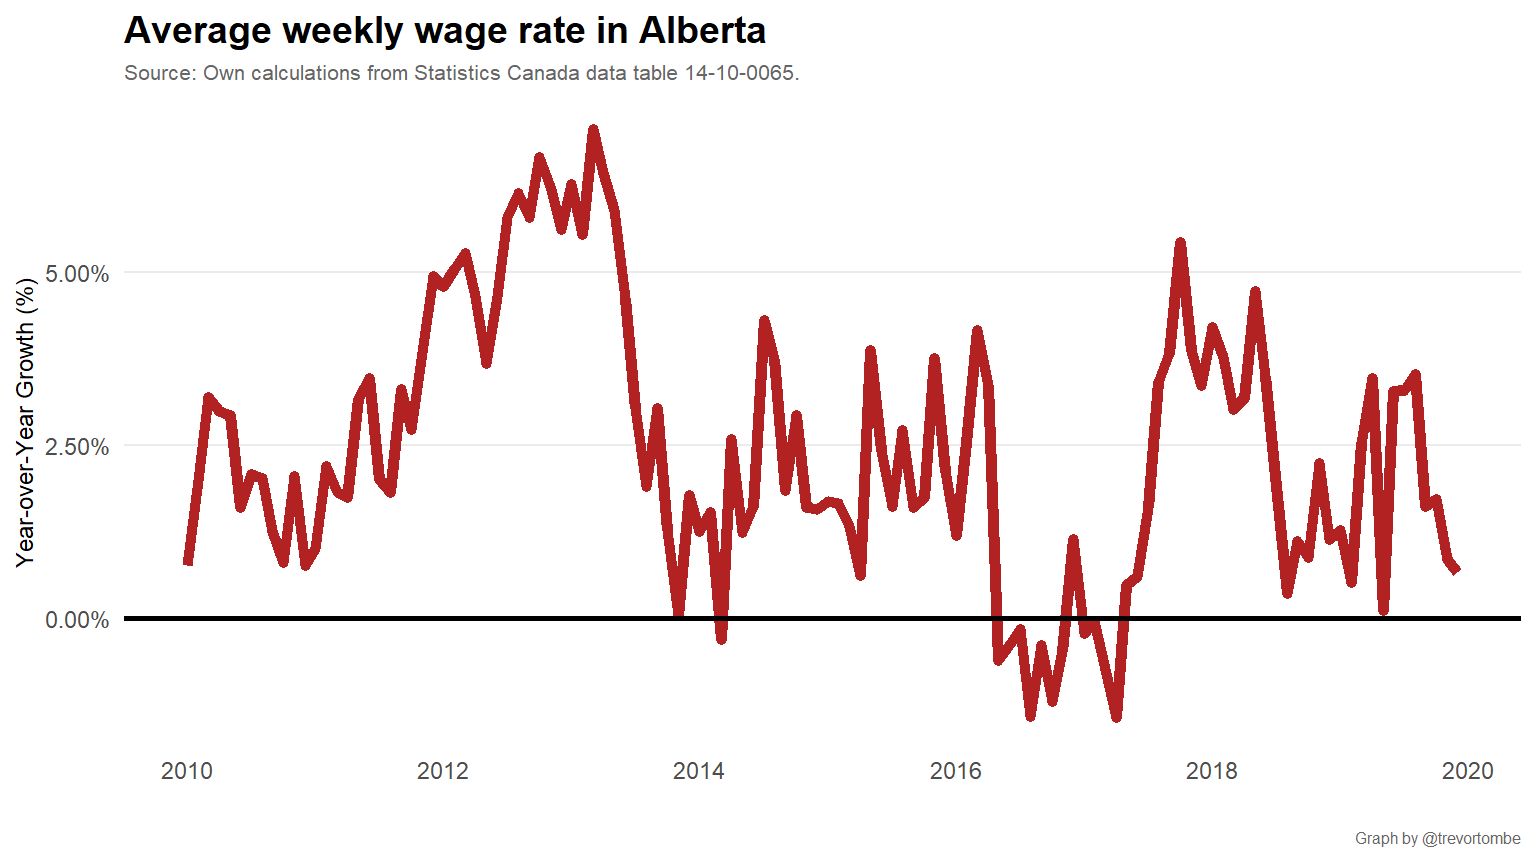 Average weekly wage rate in Alberta
Source: Own calculations from Statistics Canada data table 14-10-0065.
Year-over-Year Growth (%)
5.00%
2.50%
0.00%
2010 2012 2014 2016 2018 2020
Graph by @trevortombe